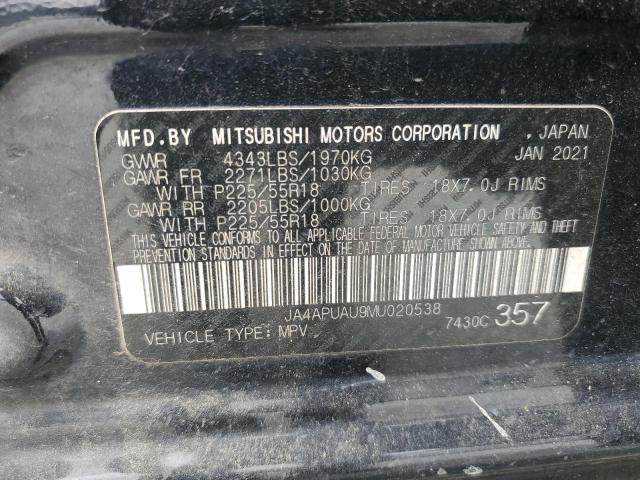 MFD.BY MITSUBISHI MOTORS CORPORATION , JAPAN
GVWR 4343LBS/1970KG JAN 2021
GAWR FR 2271LBS/1030KG
WITH P225/55R18 TIRES 18X7.0J RIMS
GAWR RR 2205LBS/1000KG
WITH P225/55R18 TIRES 18X7.0J RIMS
THIS VEHICLE CONFORMS TO ALL APPLICABLE FEDERAL MOTOR VEHICLE SAFETY AND THEFT
PREVENTION STANDARDS IN EFFECT ON THE DATE OF MANUFACTURE SHOWN ABOVE.
JA4APUAU9MU020538
VEHICLE TYPE: MPV 7430C 357